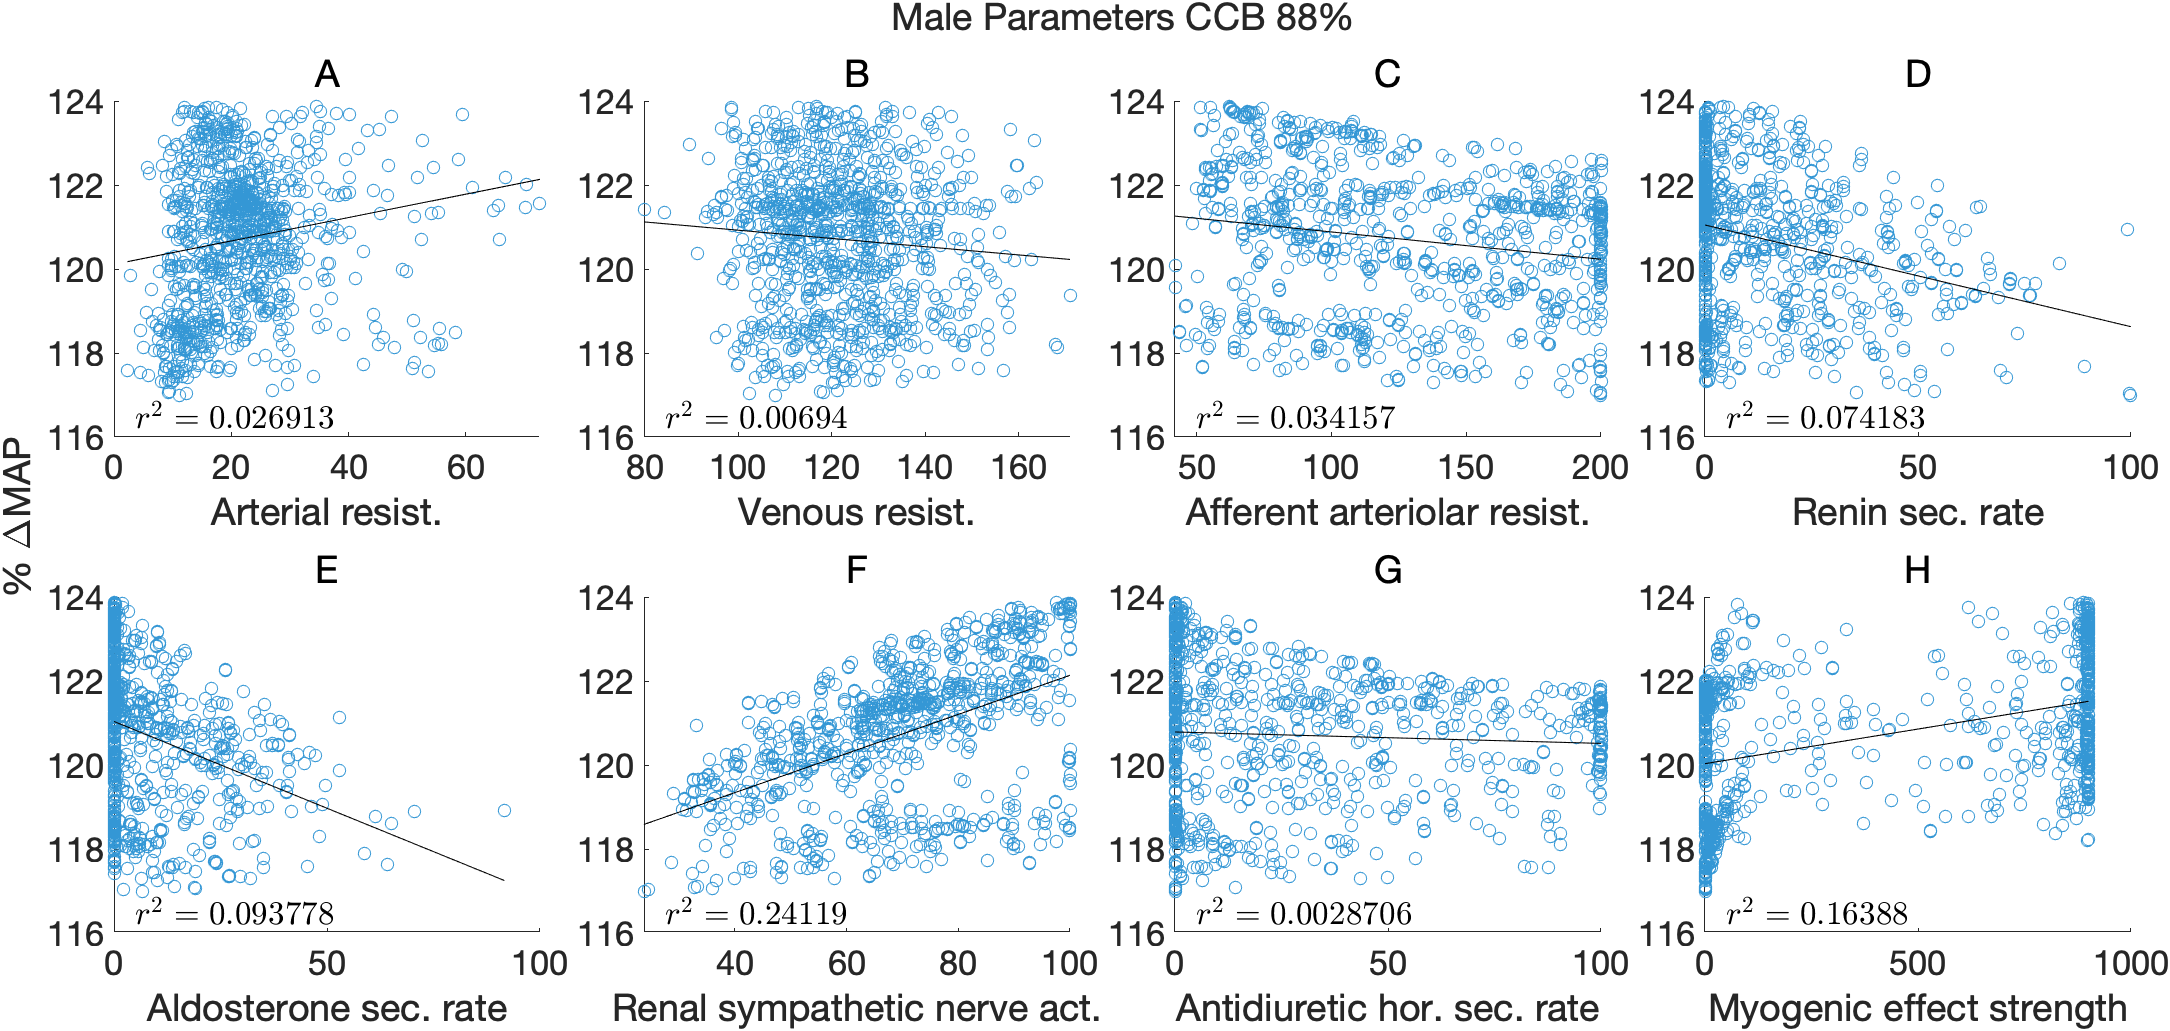 Male Parameters CCB 88%
A B C D
124 124 124 124
122 122 122 122
120 120 120 120
118 118 118 118
r² = 0.026913 r² = 0.00694 r² = 0.034157 r² = 0.074183
116 116 116 116
0 20 40 60 80 100 120 140 160 50 100 150 200 0 50 100
Arterial resist. Venous resist. Afferent arteriolar resist. Renin sec. rate
% ΔMAP
E F G H
124 124 124 124
122 122 122 122
120 120 120 120
118 118 118 118
r² = 0.093778 r² = 0.24119 r² = 0.0028706 r² = 0.16388
116 116 116 116
0 50 100 40 60 80 100 0 50 100 0 500 1000
Aldosterone sec. rate Renal sympathetic nerve act. Antidiuretic hor. sec. rate Myogenic effect strength